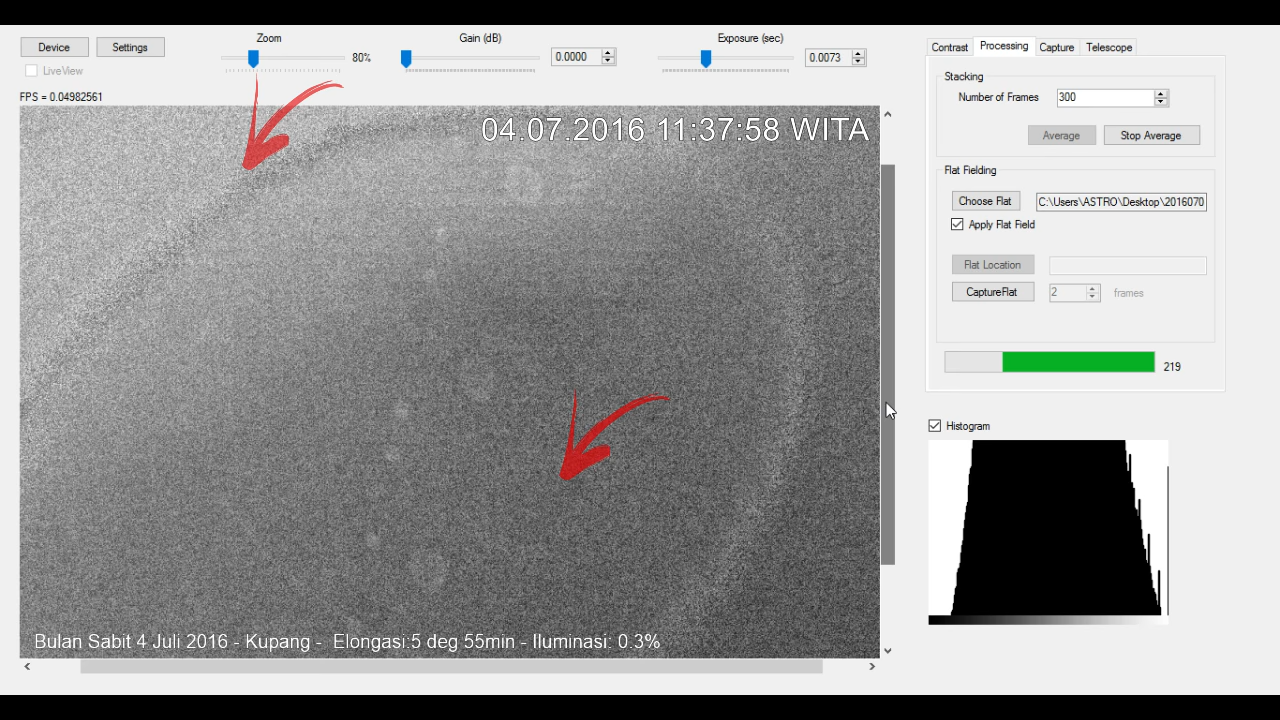 Device
Settings
Zoom
80%
Gain (dB)
0.0000
Exposure (sec)
0.0073
LiveView
FPS = 0.04982561
04.07.2016 11:37:58 WITA
Bulan Sabit 4 Juli 2016 - Kupang - Elongasi:5 deg 55min - Iluminasi: 0.3%
Contrast
Processing
Capture
Telescope
Stacking
Number of Frames
300
Average
Stop Average
Flat Fielding
Choose Flat
C:\Users\ASTRO\Desktop\2016070
Apply Flat Field
Flat Location
CaptureFlat
2
frames
219
Histogram